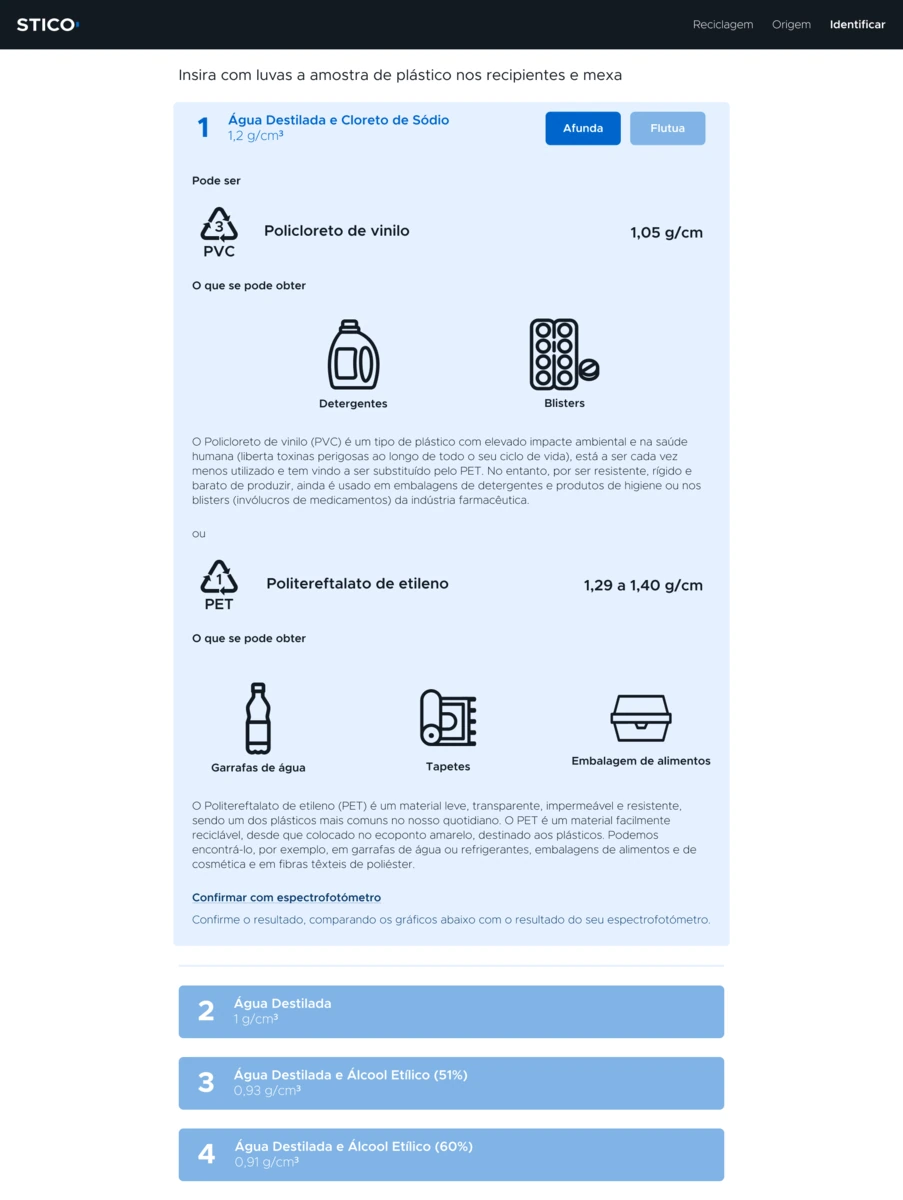 STICO
Reciclagem Origem Identificar
Insira com luvas a amostra de plástico nos recipientes e mexa
1 Água Destilada e Cloreto de Sódio
1,2 g/cm³
Afunda Flutua
Pode ser
3
PVC
Policloreto de vinilo 1,05 g/cm
O que se pode obter
Detergentes Blisters
O Policloreto de vinilo (PVC) é um tipo de plástico com elevado impacte ambiental e na saúde
humana (liberta toxinas perigosas ao longo de todo o seu ciclo de vida), está a ser cada vez
menos utilizado e tem vindo a ser substituído pelo PET. No entanto, por ser resistente, rígido e
barato de produzir, ainda é usado em embalagens de detergentes e produtos de higiene ou nos
blisters (invólucros de medicamentos) da indústria farmacêutica.
ou
1
PET
Politereftalato de etileno 1,29 a 1,40 g/cm
O que se pode obter
Garrafas de água Tapetes Embalagem de alimentos
O Politereftalato de etileno (PET) é um material leve, transparente, impermeável e resistente,
sendo um dos plásticos mais comuns no nosso quotidiano. O PET é um material facilmente
reciclável, desde que colocado no ecoponto amarelo, destinado aos plásticos. Podemos
encontrá-lo, por exemplo, em garrafas de água ou refrigerantes, embalagens de alimentos e de
cosmética e em fibras têxteis de poliéster.
Confirmar com espectrofotómetro
Confirme o resultado, comparando os gráficos abaixo com o resultado do seu espectrofotómetro.
2 Água Destilada
1 g/cm³
3 Água Destilada e Álcool Etílico (51%)
0,93 g/cm³
4 Água Destilada e Álcool Etílico (60%)
0,91 g/cm³